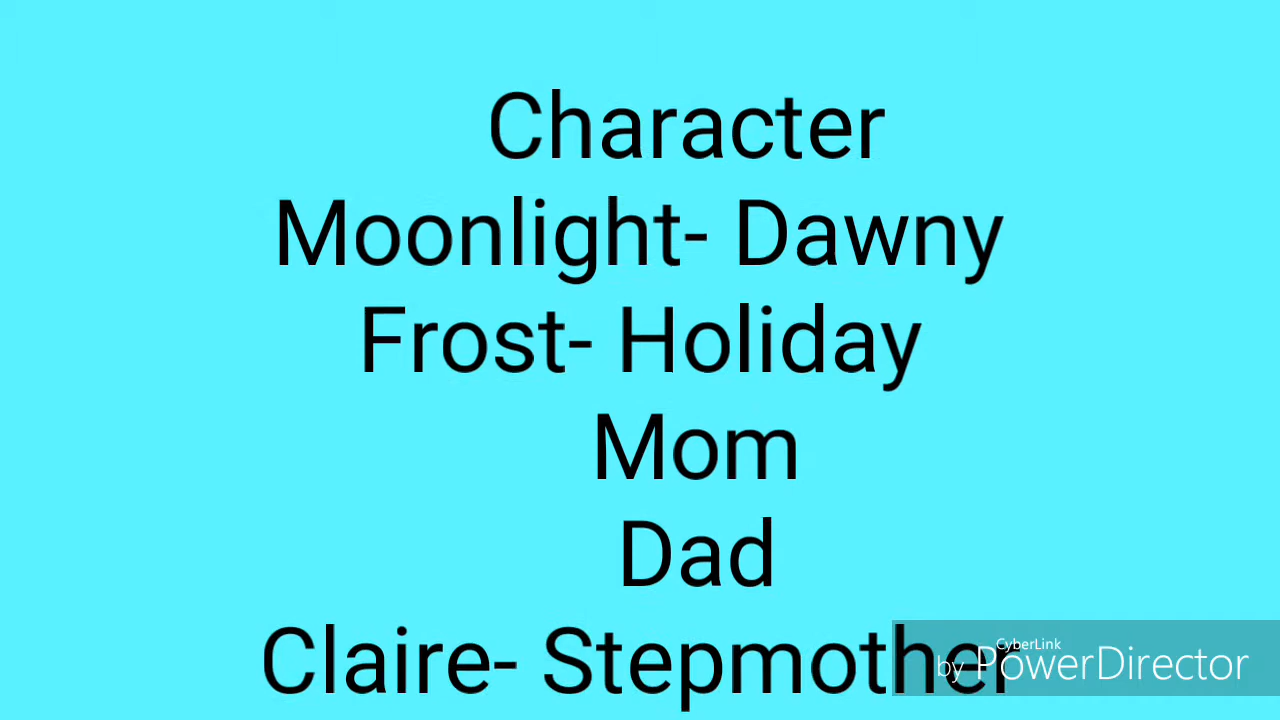 Character
Moonlight- Dawny
Frost- Holiday
Mom
Dad
Claire- Stepmother
CyberLink
by PowerDirector